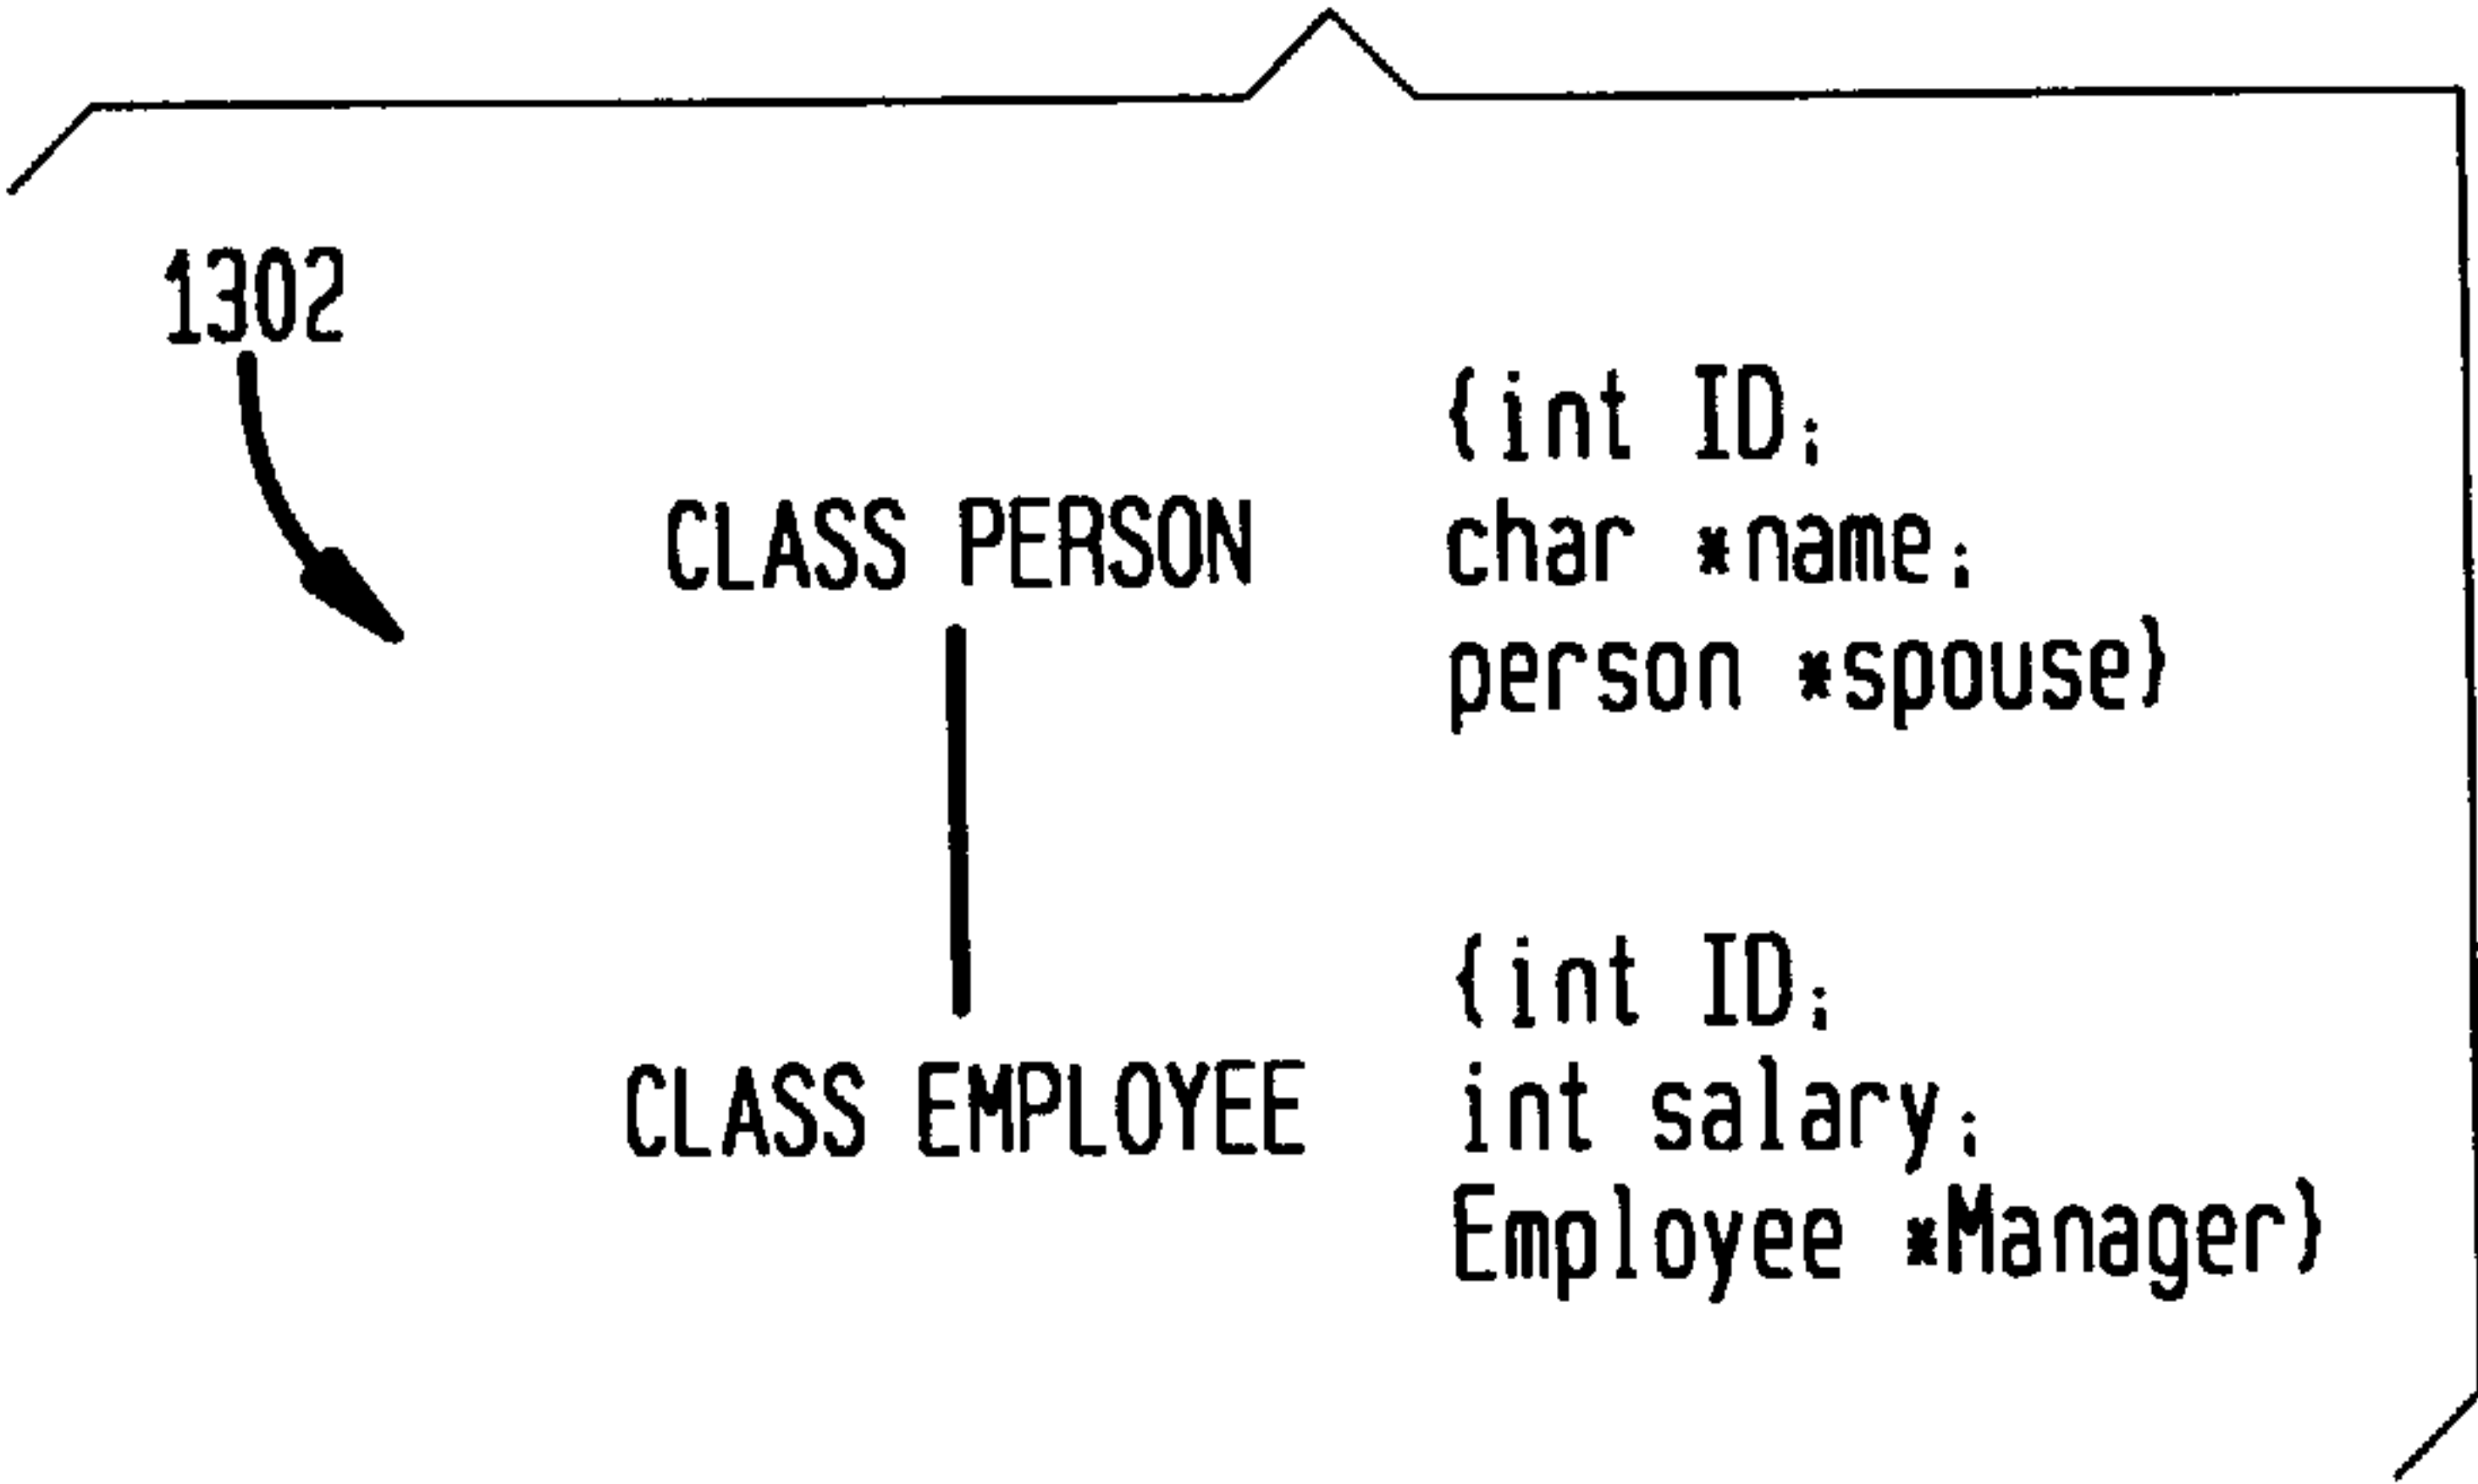 1302
{int ID;
CLASS PERSON char *name;
person *spouse}
{int ID;
CLASS EMPLOYEE int salary;
Employee *Manager}